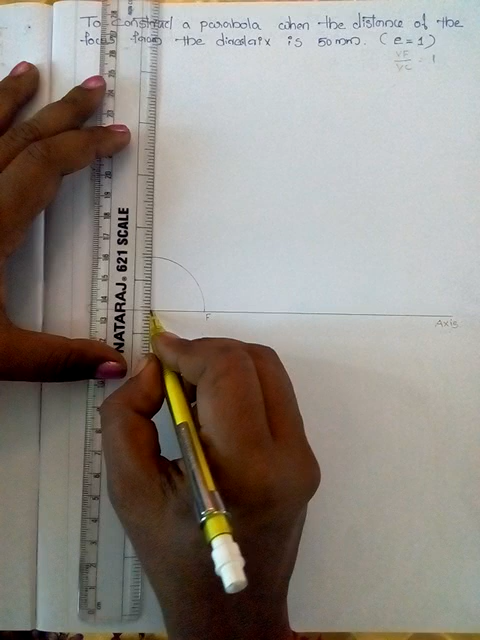 To construct a parabola when the distance of the
focus from the directrix is 50mm. (e=1)
VF
VC = 1
NATARAJ® 621 SCALE
F
Axis